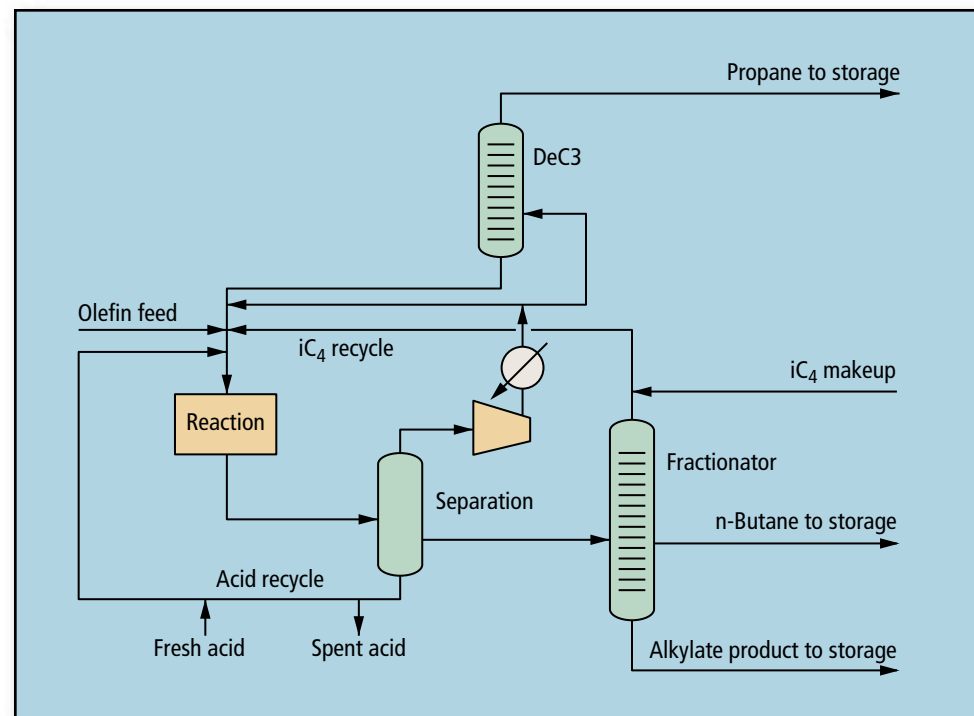 Propane to storage
DeC3
Olefin feed
iC₄ recycle
iC₄ makeup
Reaction
Fractionator
Separation
n-Butane to storage
Acid recycle
Fresh acid
Spent acid
Alkylate product to storage